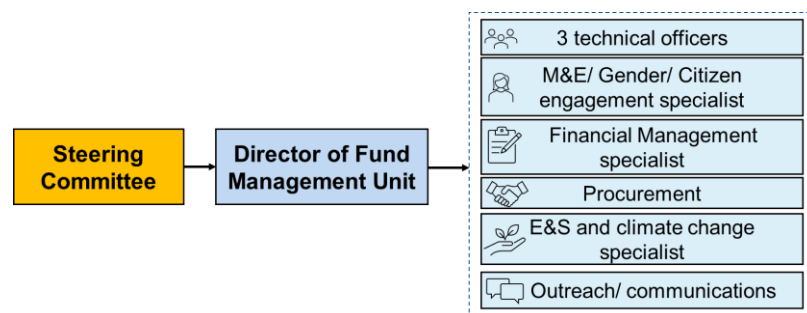 Steering
Committee
Director of Fund
Management Unit
3 technical officers
M&E/ Gender/ Citizen
engagement specialist
Financial Management
specialist
Procurement
E&S and climate change
specialist
Outreach/ communications